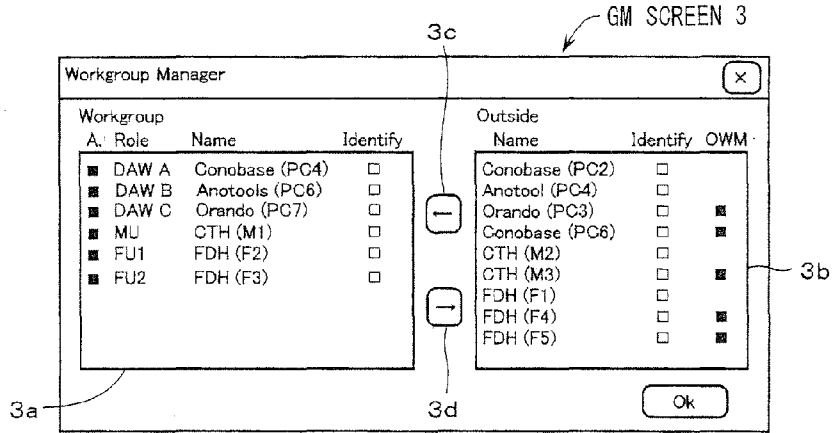 GM SCREEN 3
3c
Workgroup Manager ×
Workgroup Outside
A. Role Name Identify Name Identify OWM
DAW A Conobase (PC4) Conobase (PC2)
DAW B Anotools (PC6) Anotool (PC4)
DAW C Orando (PC7) ← Orando (PC3)
MU CTH (M1) Conobase (PC6)
FU1 FDH (F2) CTH (M2)
FU2 FDH (F3) CTH (M3) 3b
→ FDH (F1)
FDH (F4)
FDH (F5)
3a 3d Ok